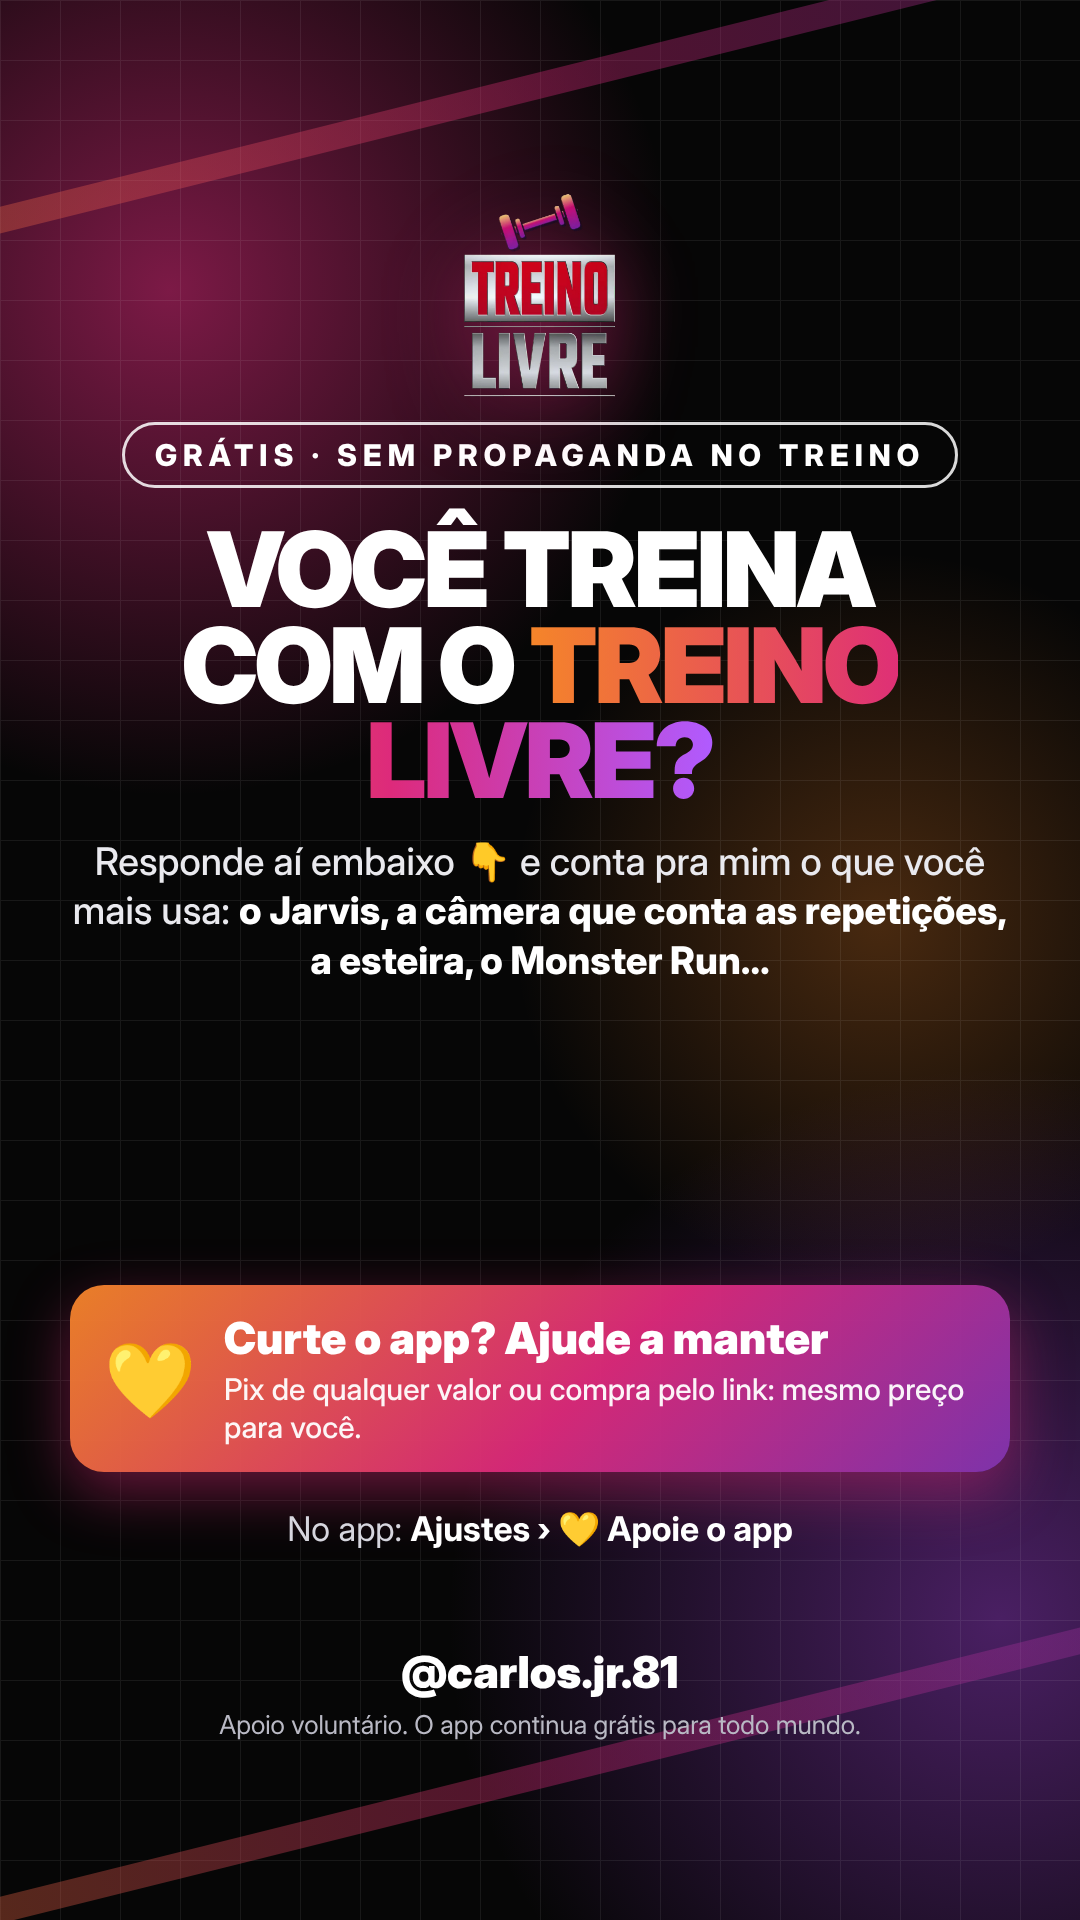 TREINO
LIVRE
GRÁTIS · SEM PROPAGANDA NO TREINO
VOCÊ TREINA
COM O TREINO
LIVRE?
Responde aí embaixo 👇 e conta pra mim o que você
mais usa: o Jarvis, a câmera que conta as repetições,
a esteira, o Monster Run...
💛 Curte o app? Ajude a manter
Pix de qualquer valor ou compra pelo link: mesmo preço
para você.
No app: Ajustes › 💛 Apoie o app
@carlos.jr.81
Apoio voluntário. O app continua grátis para todo mundo.